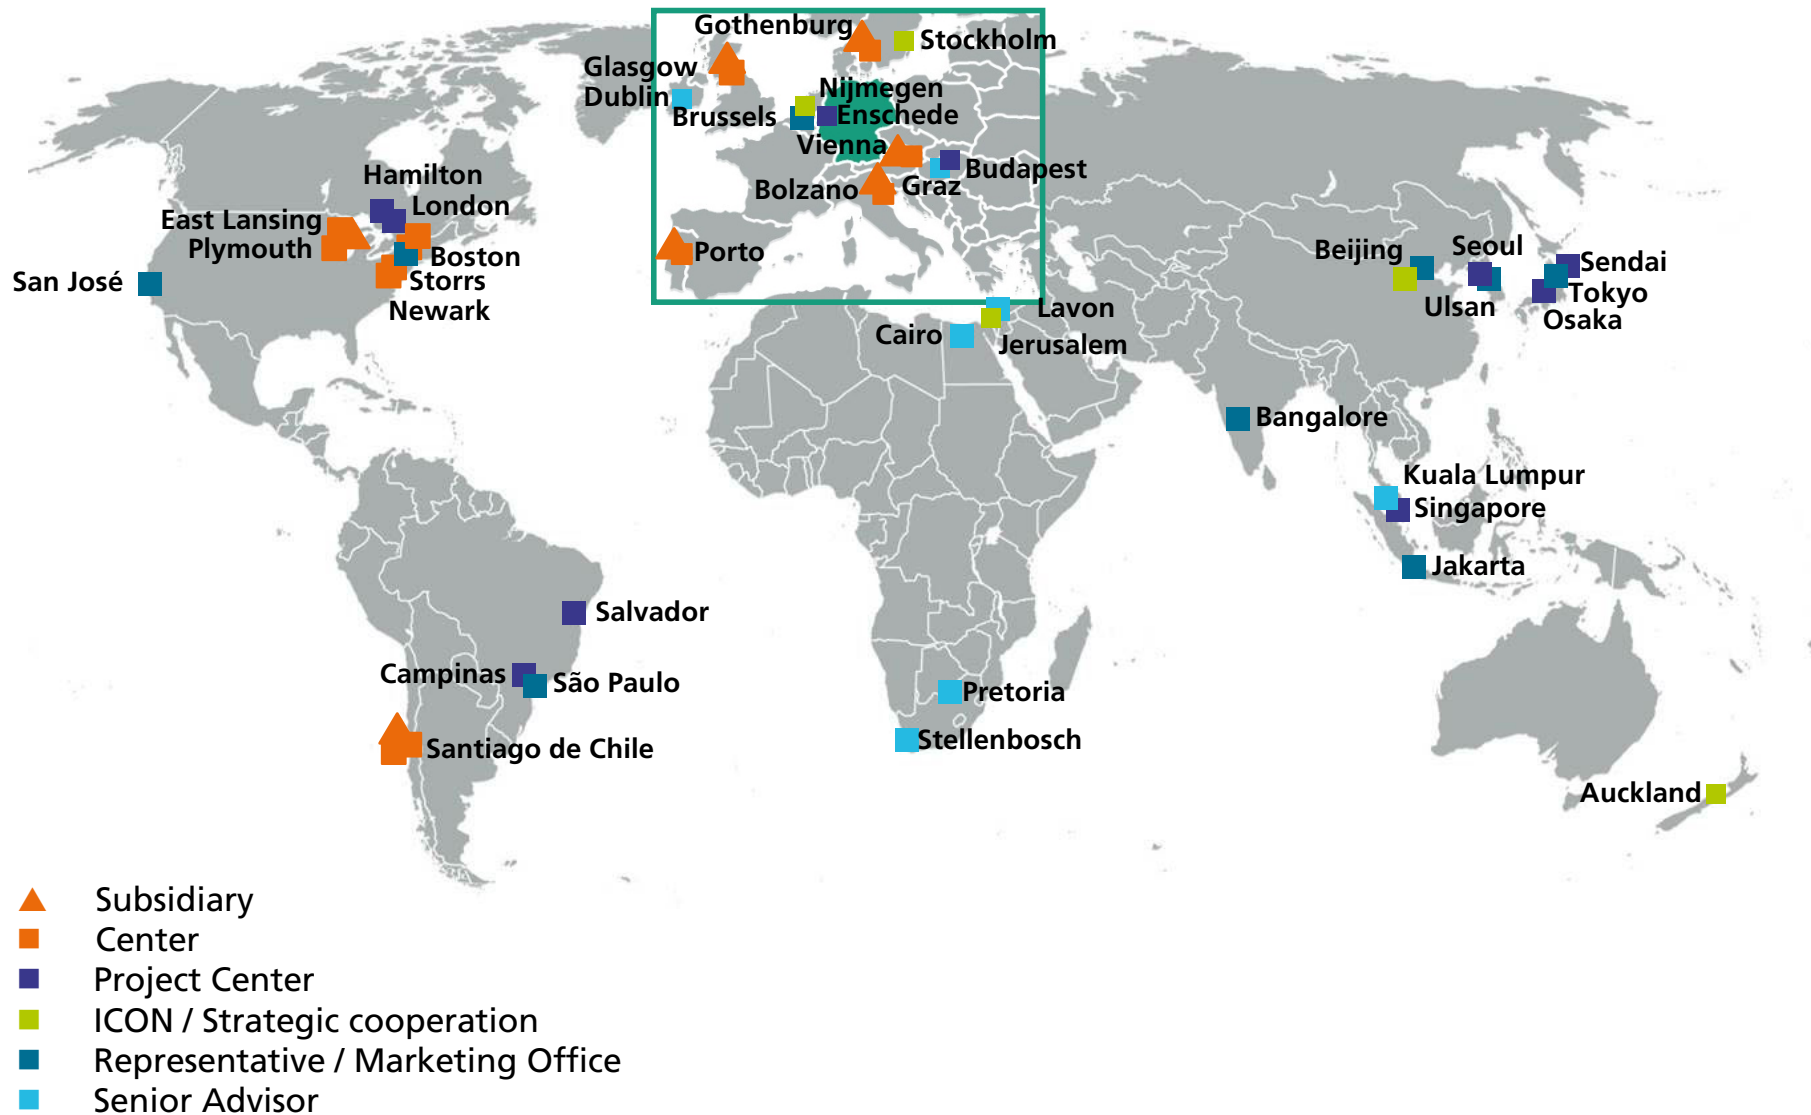 Gothenburg
Stockholm
Glasgow
Dublin
Nijmegen
Brussels
Enschede
Vienna
Budapest
Bolzano
Graz
Porto
Hamilton
London
East Lansing
Plymouth
Boston
San José
Storrs
Newark
Beijing
Seoul
Sendai
Tokyo
Ulsan
Osaka
Lavon
Cairo
Jerusalem
Bangalore
Kuala Lumpur
Singapore
Jakarta
Salvador
Campinas
São Paulo
Pretoria
Santiago de Chile
Stellenbosch
Auckland
Subsidiary
Center
Project Center
ICON / Strategic cooperation
Representative / Marketing Office
Senior Advisor